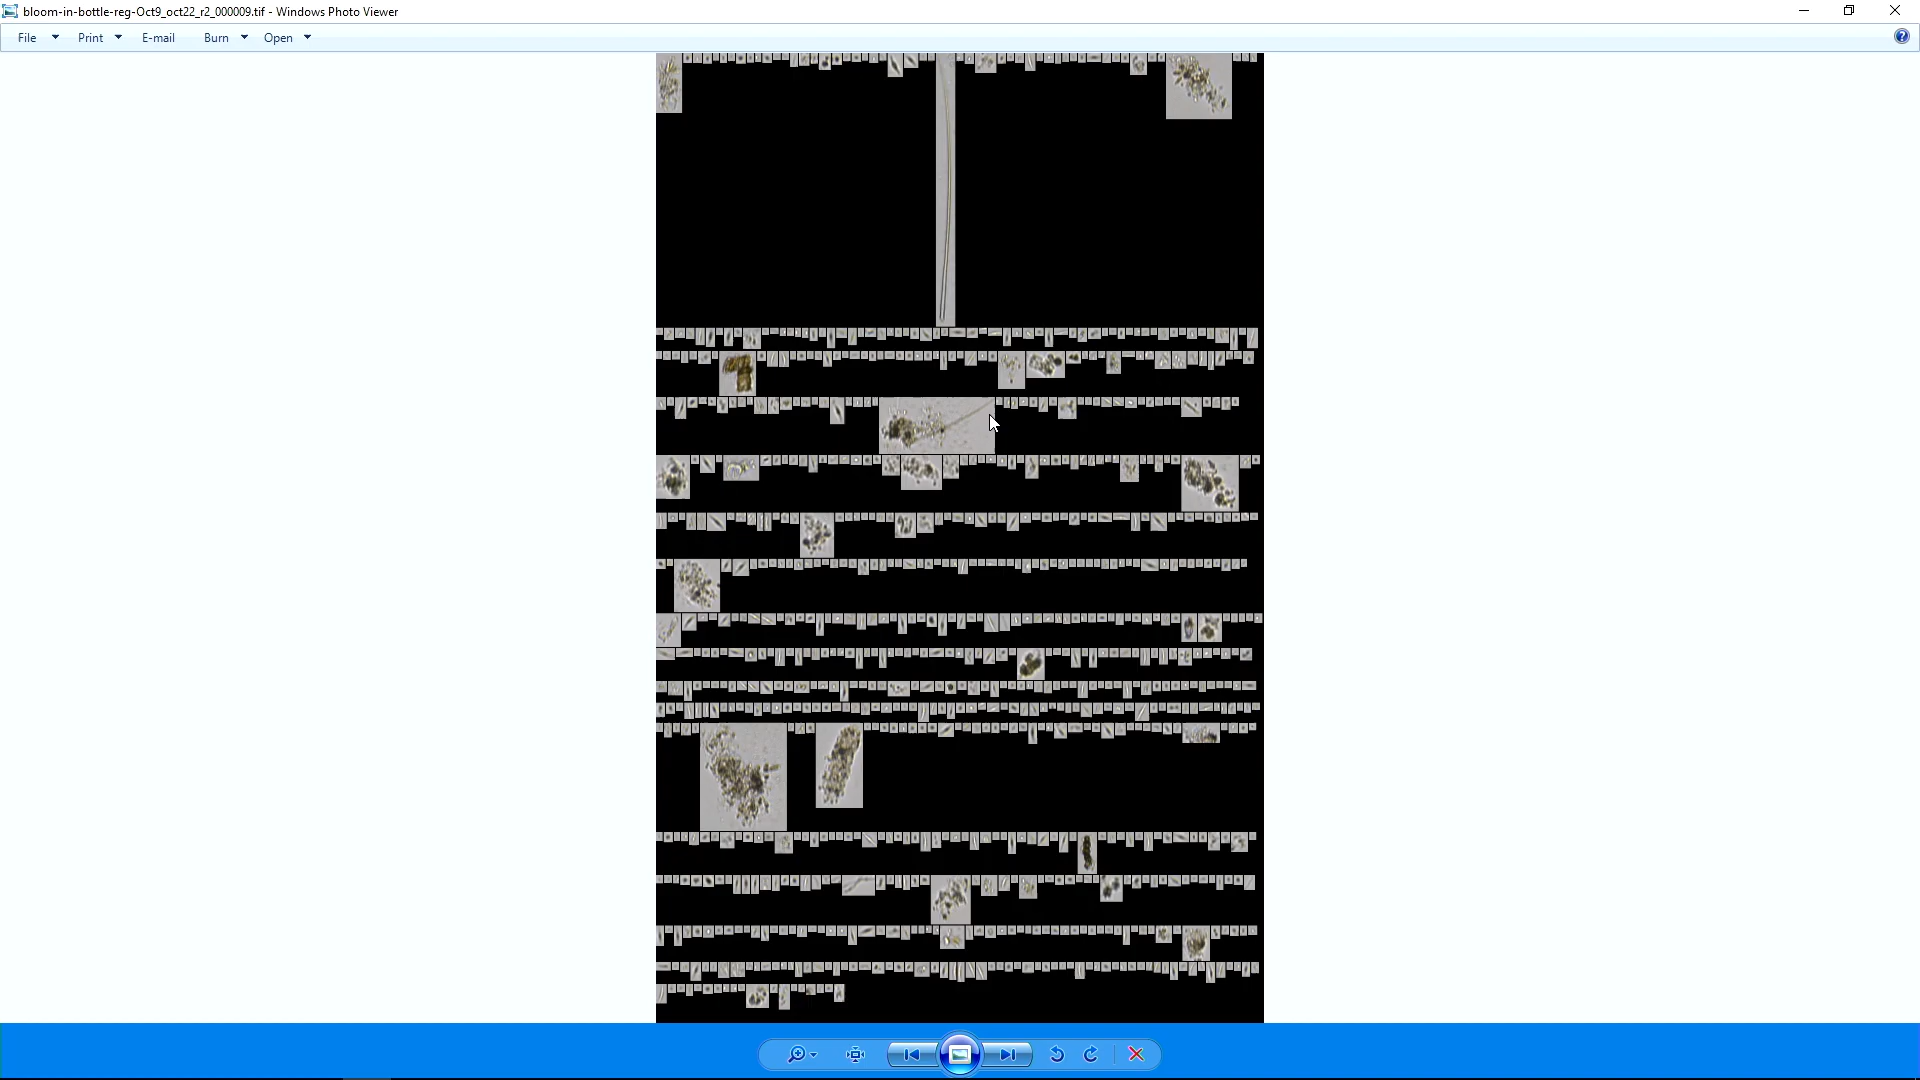 bloom-in-bottle-reg-Oct9_oct22_r2_000009.tif - Windows Photo Viewer
File Print E-mail Burn Open